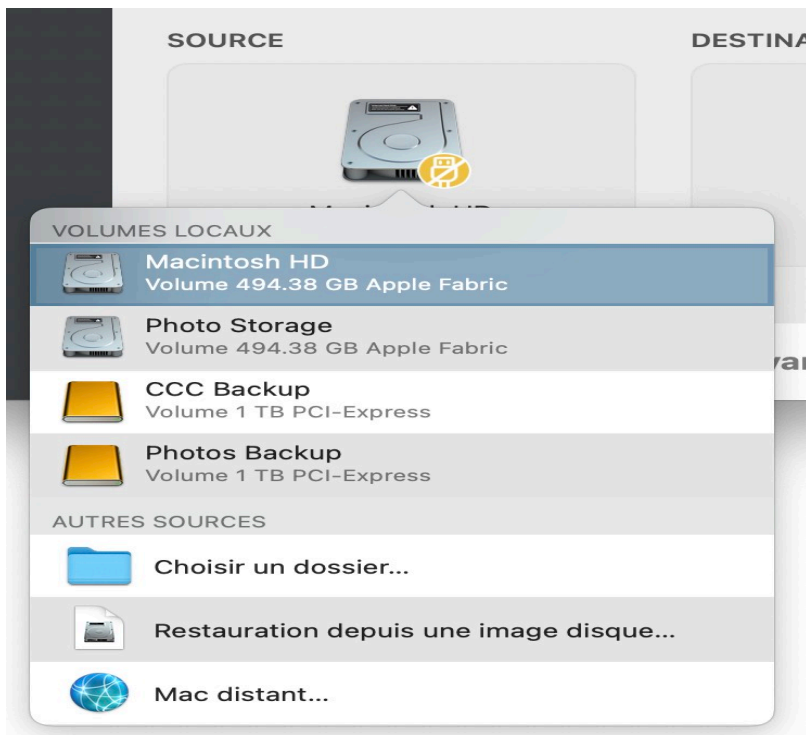 SOURCE
DESTINA
VOLUMES LOCAUX
Macintosh HD
Volume 494.38 GB Apple Fabric
Photo Storage
Volume 494.38 GB Apple Fabric
CCC Backup
Volume 1 TB PCI-Express
Photos Backup
Volume 1 TB PCI-Express
AUTRES SOURCES
Choisir un dossier...
Restauration depuis une image disque...
Mac distant...